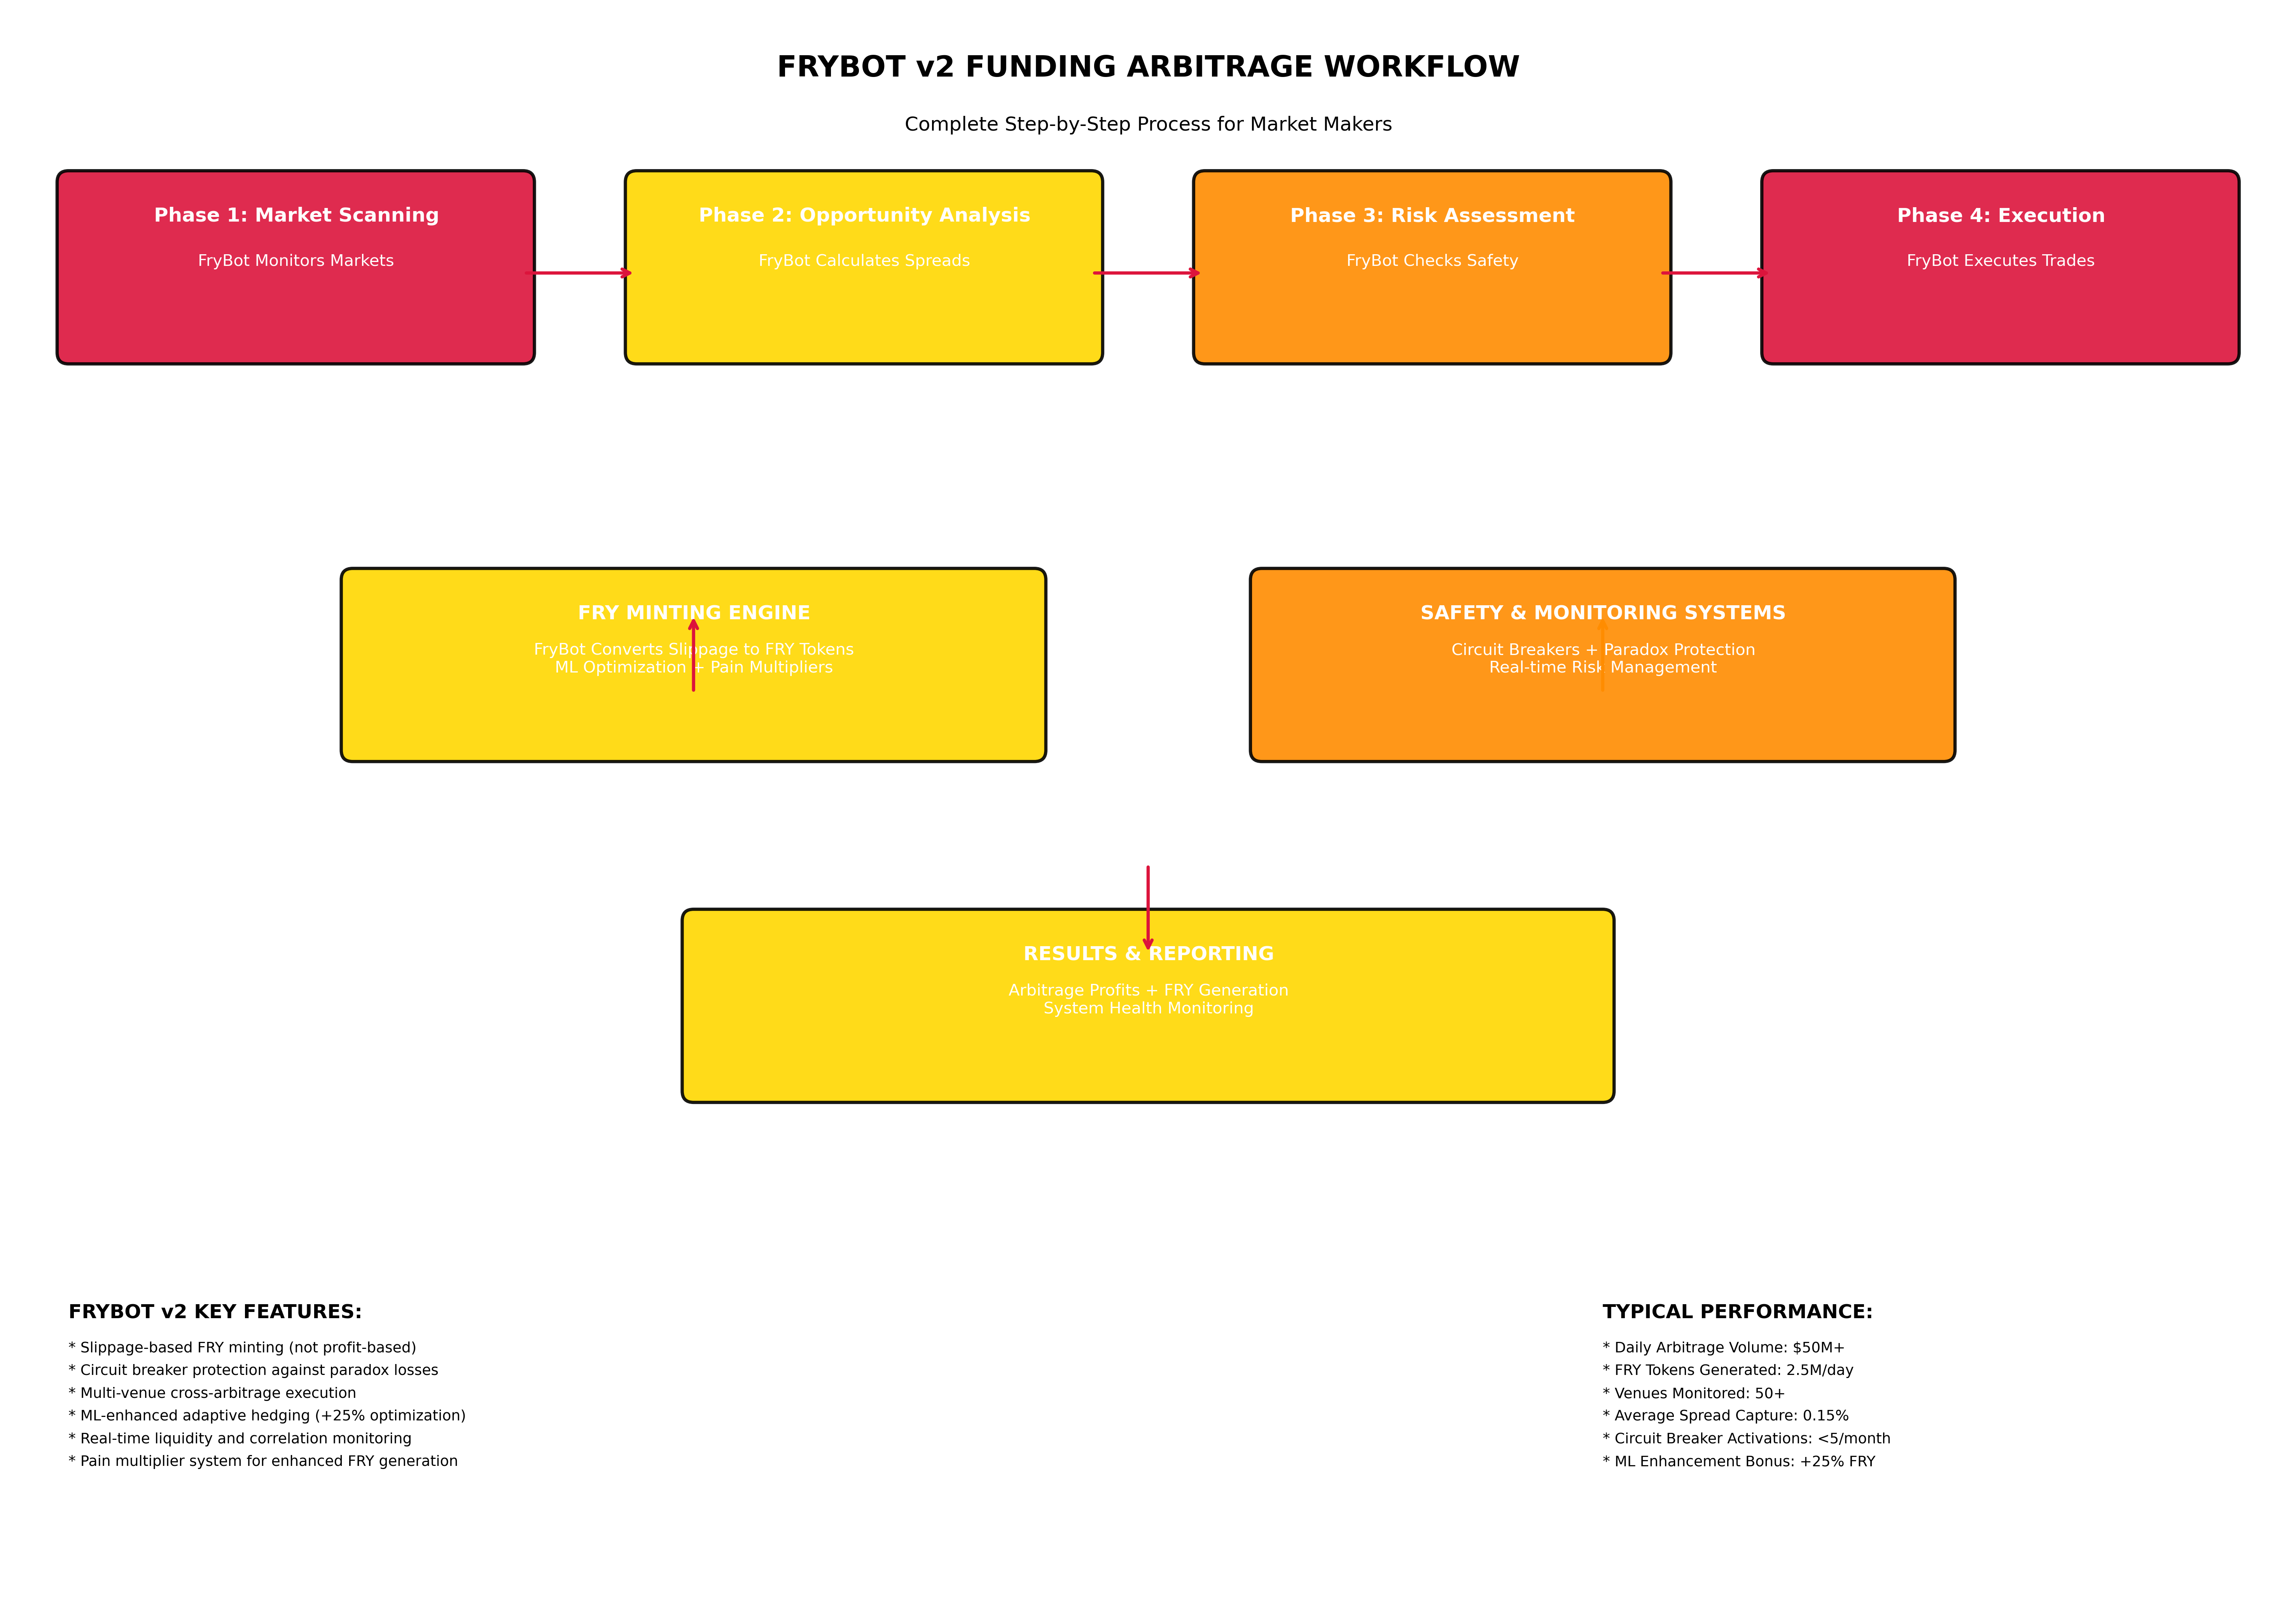 FRYBOT v2 FUNDING ARBITRAGE WORKFLOW
Complete Step-by-Step Process for Market Makers
Phase 1: Market Scanning
FryBot Monitors Markets
Phase 2: Opportunity Analysis
FryBot Calculates Spreads
Phase 3: Risk Assessment
FryBot Checks Safety
Phase 4: Execution
FryBot Executes Trades
FRY MINTING ENGINE
FryBot Converts Slippage to FRY Tokens
ML Optimization + Pain Multipliers
SAFETY & MONITORING SYSTEMS
Circuit Breakers + Paradox Protection
Real-time Risk Management
RESULTS & REPORTING
Arbitrage Profits + FRY Generation
System Health Monitoring
FRYBOT v2 KEY FEATURES:
* Slippage-based FRY minting (not profit-based)
* Circuit breaker protection against paradox losses
* Multi-venue cross-arbitrage execution
* ML-enhanced adaptive hedging (+25% optimization)
* Real-time liquidity and correlation monitoring
* Pain multiplier system for enhanced FRY generation
TYPICAL PERFORMANCE:
* Daily Arbitrage Volume: $50M+
* FRY Tokens Generated: 2.5M/day
* Venues Monitored: 50+
* Average Spread Capture: 0.15%
* Circuit Breaker Activations: <5/month
* ML Enhancement Bonus: +25% FRY